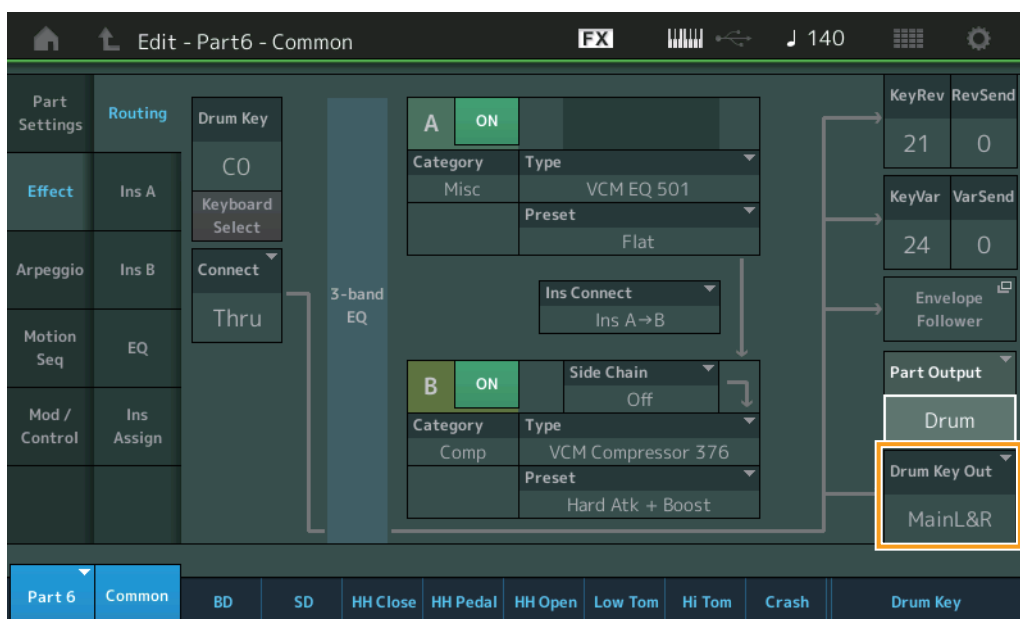 Edit - Part6 - Common
FX
♩ 140
Part Settings
Effect
Arpeggio
Motion Seq
Mod / Control
Routing
Ins A
Ins B
EQ
Ins Assign
Drum Key
C0
Keyboard Select
Connect
Thru
3-band EQ
A ON
Category
Misc
Type
VCM EQ 501
Preset
Flat
Ins Connect
Ins A→B
B ON
Side Chain
Off
Category
Comp
Type
VCM Compressor 376
Preset
Hard Atk + Boost
KeyRev RevSend
21 0
KeyVar VarSend
24 0
Envelope Follower
Part Output
Drum
Drum Key Out
MainL&R
Part 6 Common BD SD HH Close HH Pedal HH Open Low Tom Hi Tom Crash Drum Key